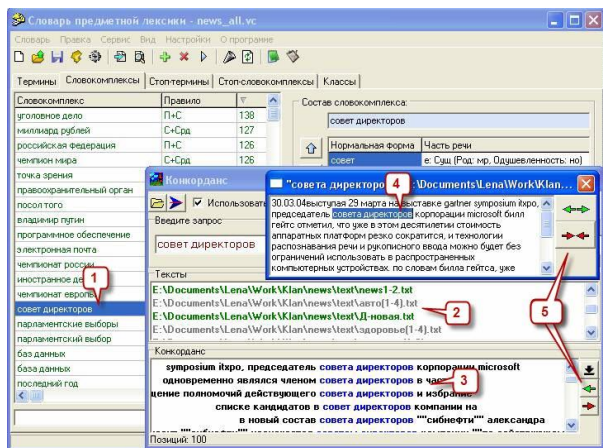 Словарь предметной лексики - news_all.vc
Словарь Правка Сервис Вид Настройки О программе
Термины Словокомплексы Стоп-термины Стоп-словокомплексы Классы
Словокомплекс Правило
уголовное дело П+С 138
миллиард рублей С+Срд 127
российская федерация П+С 126
чемпион мира С+Срд 126
точка зрения
правоохранительный орган
посол того
владимир путин
программное обеспечение
электронная почта
чемпионат россии
иностранное де
чемпионат европы
совет директоров
парламентские выборы
парламентский выбор
баз данных
база данных
последний год
Состав словокомплекса:
совет директоров
Нормальная форма Часть речи
совет е: Сущ (Род: мр, Одушевленность: но)
Конкорданс
Использовать
Введите запрос
совет директоров
Тексты
E:\Documents\Lena\Work\Klan\news\text\news1-2.txt
E:\Documents\Lena\Work\Klan\news\text\авто[1-4].txt
E:\Documents\Lena\Work\Klan\news\text\Д-новая.txt
E:\Documents\Lena\Work\Klan\news\text\здоровье[1-4].txt
Конкорданс
symposium itxpo, председатель совета директоров корпорации microsoft
одновременно являлся членом совета директоров в час
щение полномочий действующего совета директоров и избрание
списке кандидатов в совет директоров компании на
в новый состав совета директоров ""сибнефти"" александра
Позиций: 100
"совета директоро :\Documents\Lena\Work\Klan...
30.03.04выступая 29 марта на выставке gartner symposium itxpo,
председатель совета директоров корпорации microsoft билл
гейтс отметил, что уже в этом десятилетии стоимость
аппаратных платформ резко сократится, и технологии
распознавания речи и рукописного ввода можно будет без
ограничений использовать в распространенных
компьютерных устройствах. по словам билла гейтса, уже
1
2
3
4
5